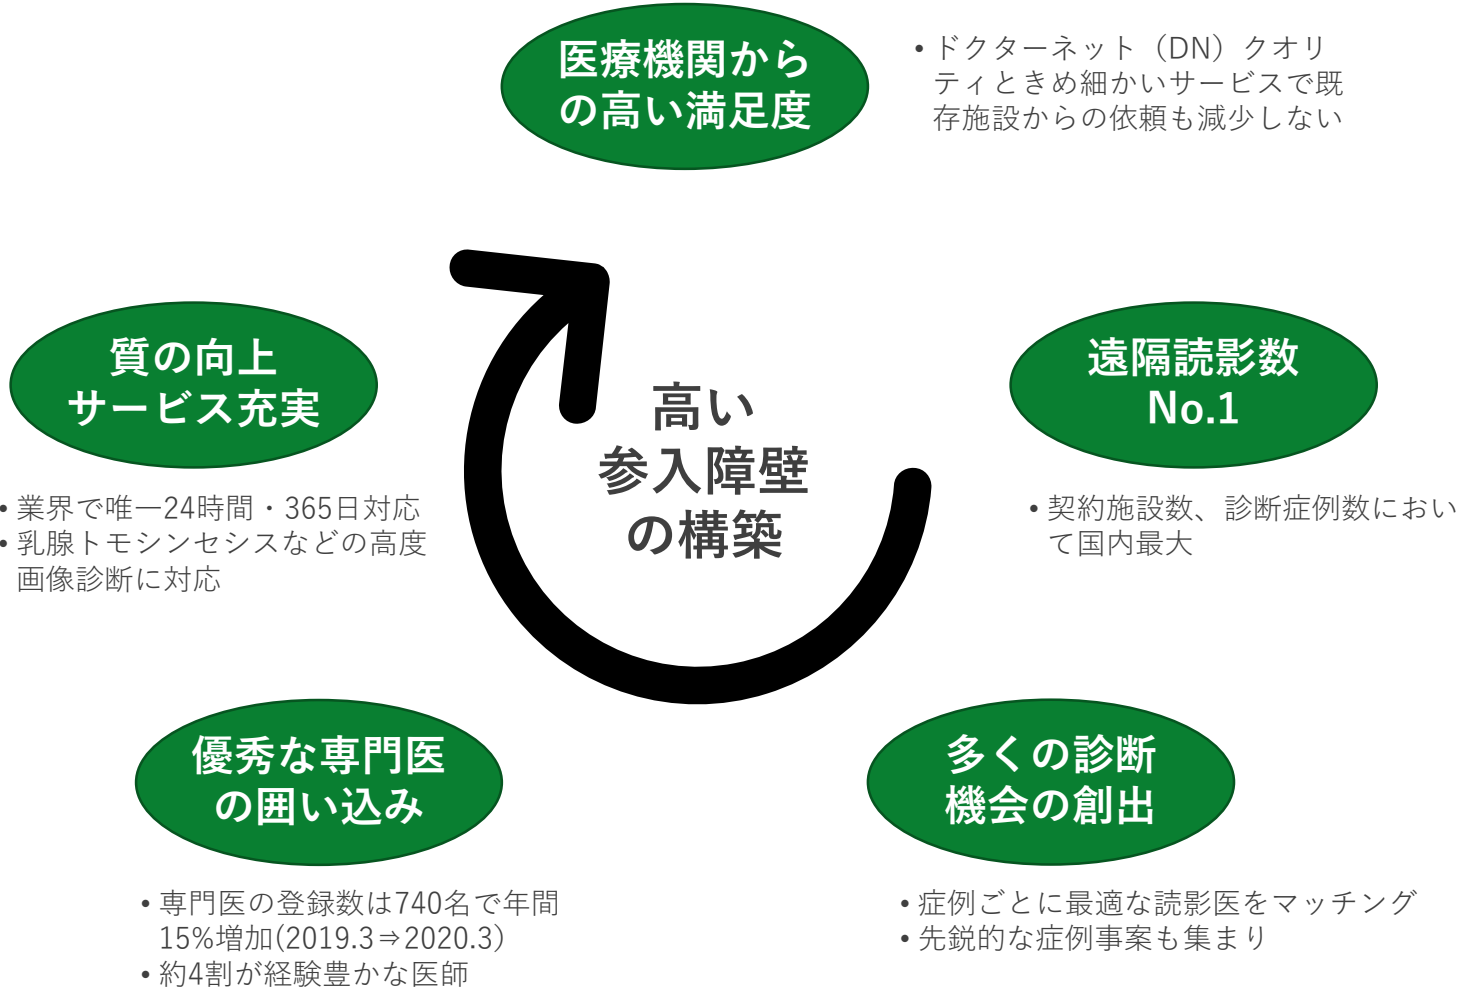 医療機関から
の高い満足度
• ドクターネット（DN）クオリ
ティときめ細かいサービスで既
存施設からの依頼も減少しない
質の向上
サービス充実
• 業界で唯一24時間・365日対応
• 乳腺トモシンセシスなどの高度
画像診断に対応
高い
参入障壁
の構築
遠隔読影数
No.1
• 契約施設数、診断症例数におい
て国内最大
優秀な専門医
の囲い込み
• 専門医の登録数は740名で年間
15%増加(2019.3⇒2020.3)
• 約4割が経験豊かな医師
多くの診断
機会の創出
• 症例ごとに最適な読影医をマッチング
• 先鋭的な症例事案も集まり